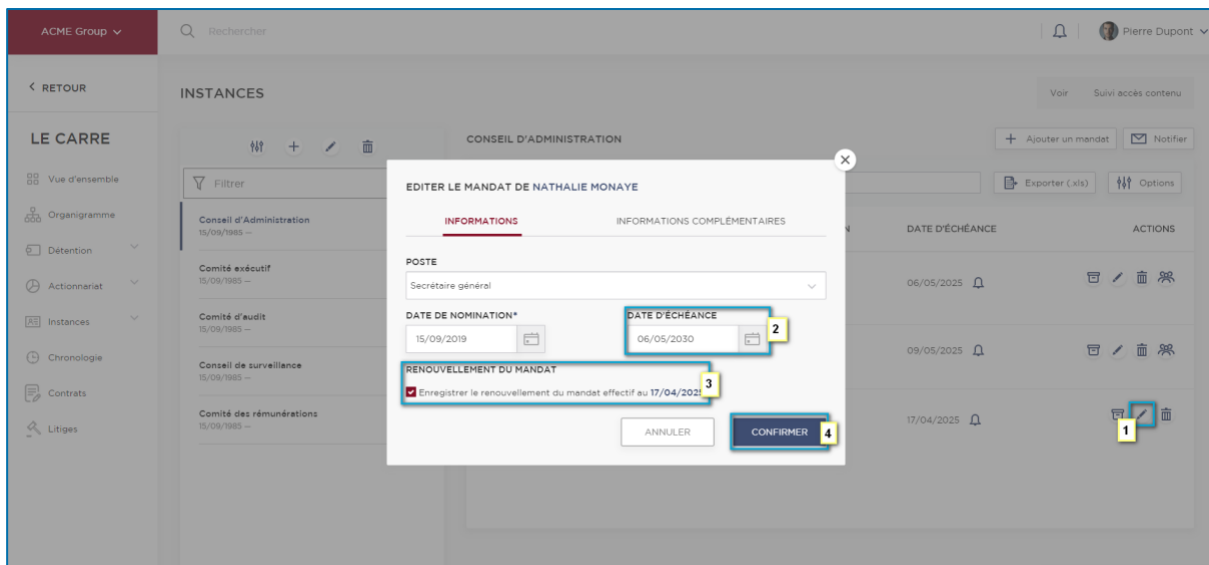 ACME Group
Rechercher
Pierre Dupont
RETOUR
INSTANCES
Voir
Suivi accès contenu
LE CARRE
CONSEIL D'ADMINISTRATION
Ajouter un mandat
Notifier
Vue d'ensemble
Filtrer
Exporter (.xls)
Options
EDITER LE MANDAT DE NATHALIE MONAYE
Organigramme
Conseil d'Administration
15/09/1985 —
INFORMATIONS
INFORMATIONS COMPLÉMENTAIRES
N
DATE D'ÉCHÉANCE
ACTIONS
Détention
POSTE
Comité exécutif
15/09/1985 —
Secrétaire général
06/05/2025
Actionnariat
Comité d'audit
15/09/1985 —
DATE DE NOMINATION*
DATE D'ÉCHÉANCE
Instances
15/09/2019
06/05/2030
2
Chronologie
Conseil de surveillance
15/09/1985 —
RENOUVELLEMENT DU MANDAT
09/05/2025
Enregistrer le renouvellement du mandat effectif au 17/04/2025
3
Contrats
Comité des rémunérations
15/09/1985 —
ANNULER
CONFIRMER
4
17/04/2025
1
Litiges